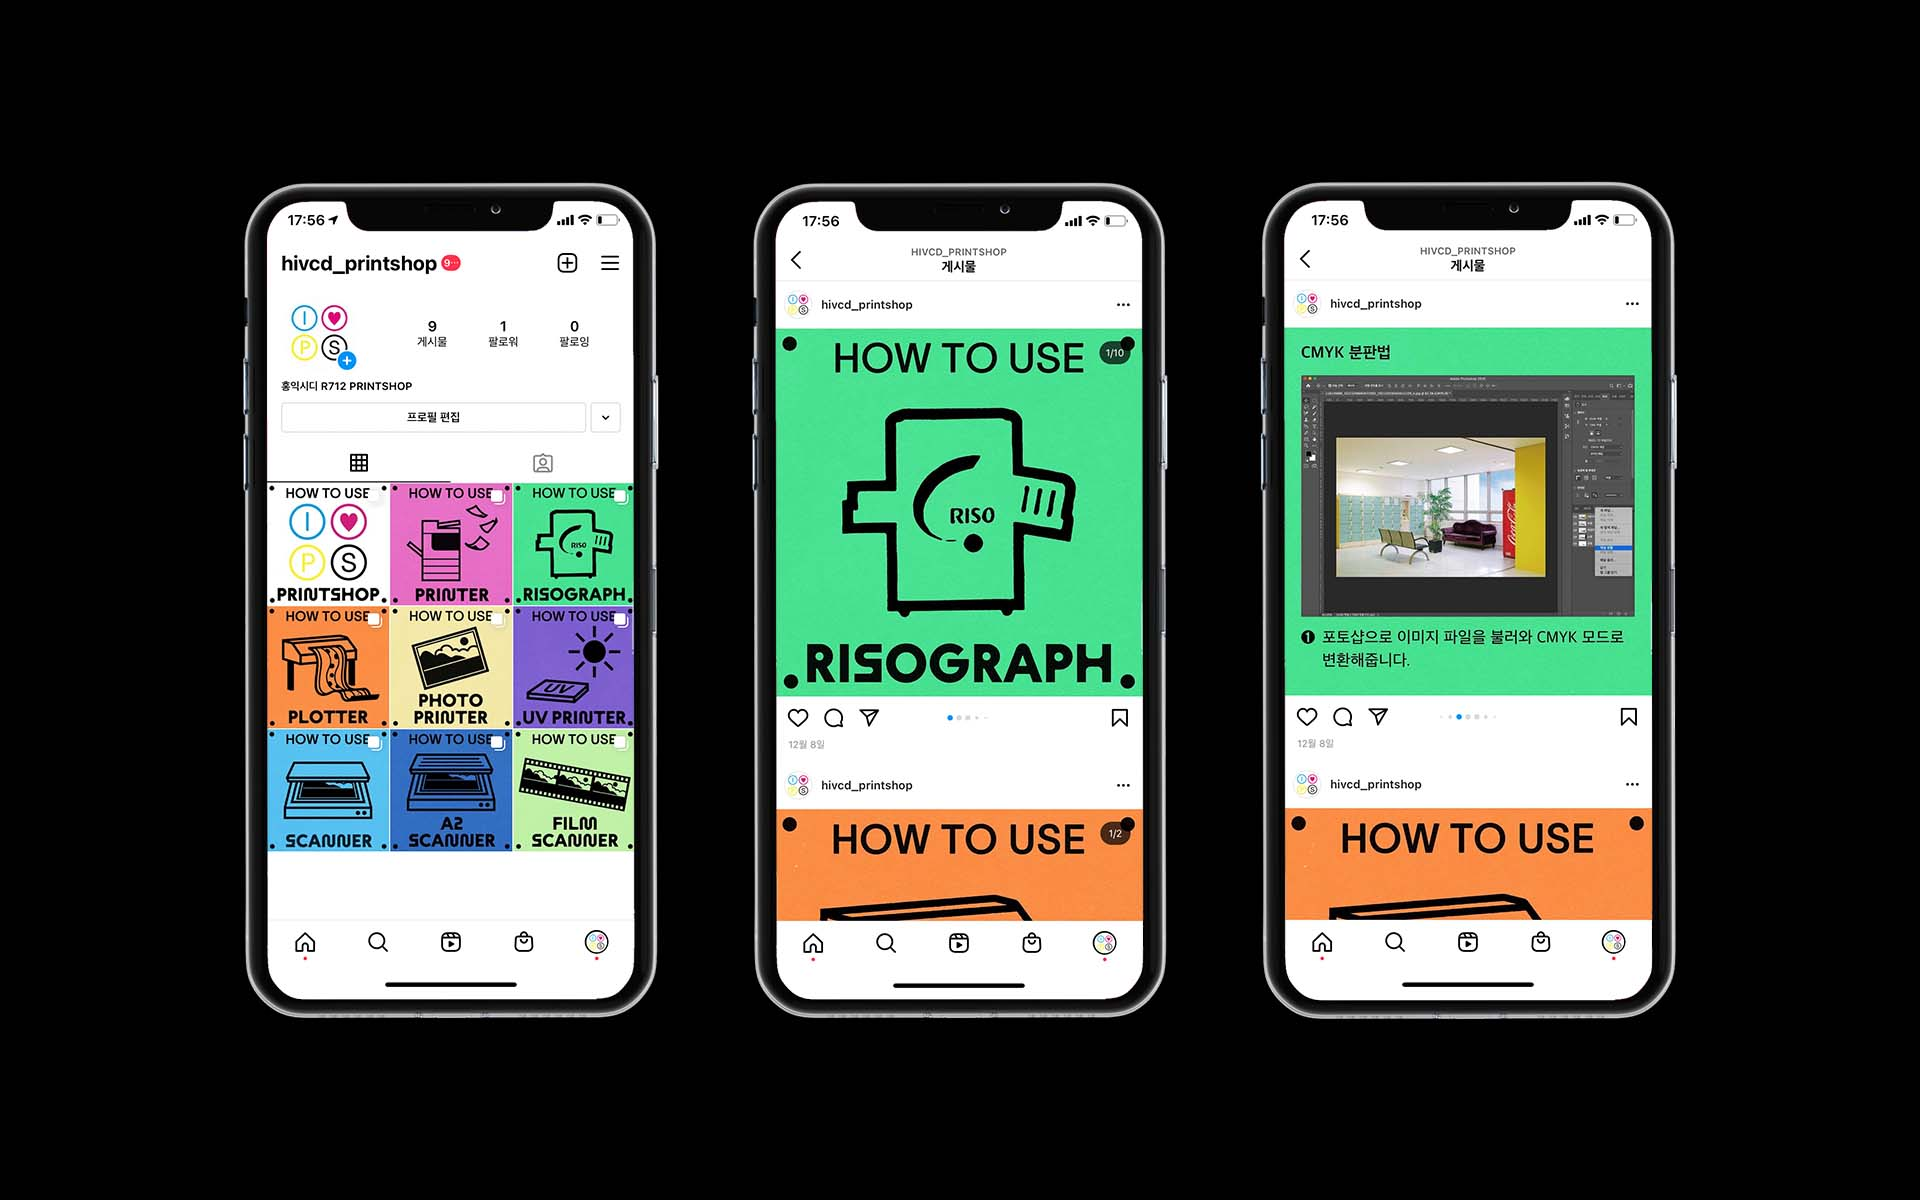 17:56
hivcd_printshop 9...
I
P S
9 1 0
게시물 팔로워 팔로잉
홍익시디 R712 PRINTSHOP
프로필 편집
HOW TO USE
I
P S
PRINTSHOP
HOW TO USE
PRINTER
HOW TO USE
RISO
RISOGRAPH
HOW TO USE
PLOTTER
HOW TO USE
PHOTO
PRINTER
HOW TO USE
UV
UV PRINTER
HOW TO USE
SCANNER
HOW TO USE
A2
SCANNER
HOW TO USE
FILM
SCANNER
17:56
HIVCD_PRINTSHOP
게시물
hivcd_printshop
HOW TO USE
1/10
RISO
RISOGRAPH
12월 8일
hivcd_printshop
HOW TO USE
1/2
17:56
HIVCD_PRINTSHOP
게시물
hivcd_printshop
CMYK 분판법
Coca-Cola
❶ 포토샵으로 이미지 파일을 불러와 CMYK 모드로
변환해줍니다.
12월 8일
hivcd_printshop
HOW TO USE